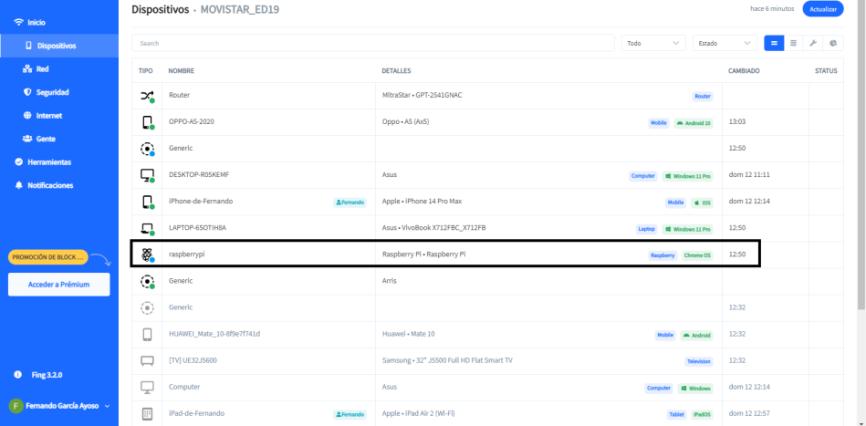 Inicio
Dispositivos
Red
Seguridad
Internet
Gente
Herramientas
Notificaciones
PROMOCIÓN DE BLOCK ...
Acceder a Prémium
Fing 3.2.0
F Fernando García Ayoso
Dispositivos • MOVISTAR_ED19
hace 6 minutos Actualizar
Search Todo Estado
TIPO NOMBRE DETALLES CAMBIADO STATUS
Router MitraStar • GPT-2541GNAC Router
OPPO-A5-2020 Oppo • A5 (Ax5) Mobile Android 10 13:03
Generic 12:50
DESKTOP-R05KEMF Asus Computer Windows 11 Pro dom 12 11:11
iPhone-de-Fernando Fernando Apple • iPhone 14 Pro Max Mobile iOS dom 12 12:14
LAPTOP-65OTIH8A Asus • VivoBook X712FBC_X712FB Laptop Windows 11 Pro 12:50
raspberrypi Raspberry Pi • Raspberry Pi Raspberry Chrome OS 12:50
Generic Arris
Generic 12:32
HUAWEI_Mate_10-8f9e7f741d Huawei • Mate 10 Mobile Android 12:32
[TV] UE32J5600 Samsung • 32" J5500 Full HD Flat Smart TV Television 12:32
Computer Asus Computer Windows dom 12 12:14
iPad-de-Fernando Fernando Apple • iPad Air 2 (Wi-Fi) Tablet iPadOS dom 12 12:57